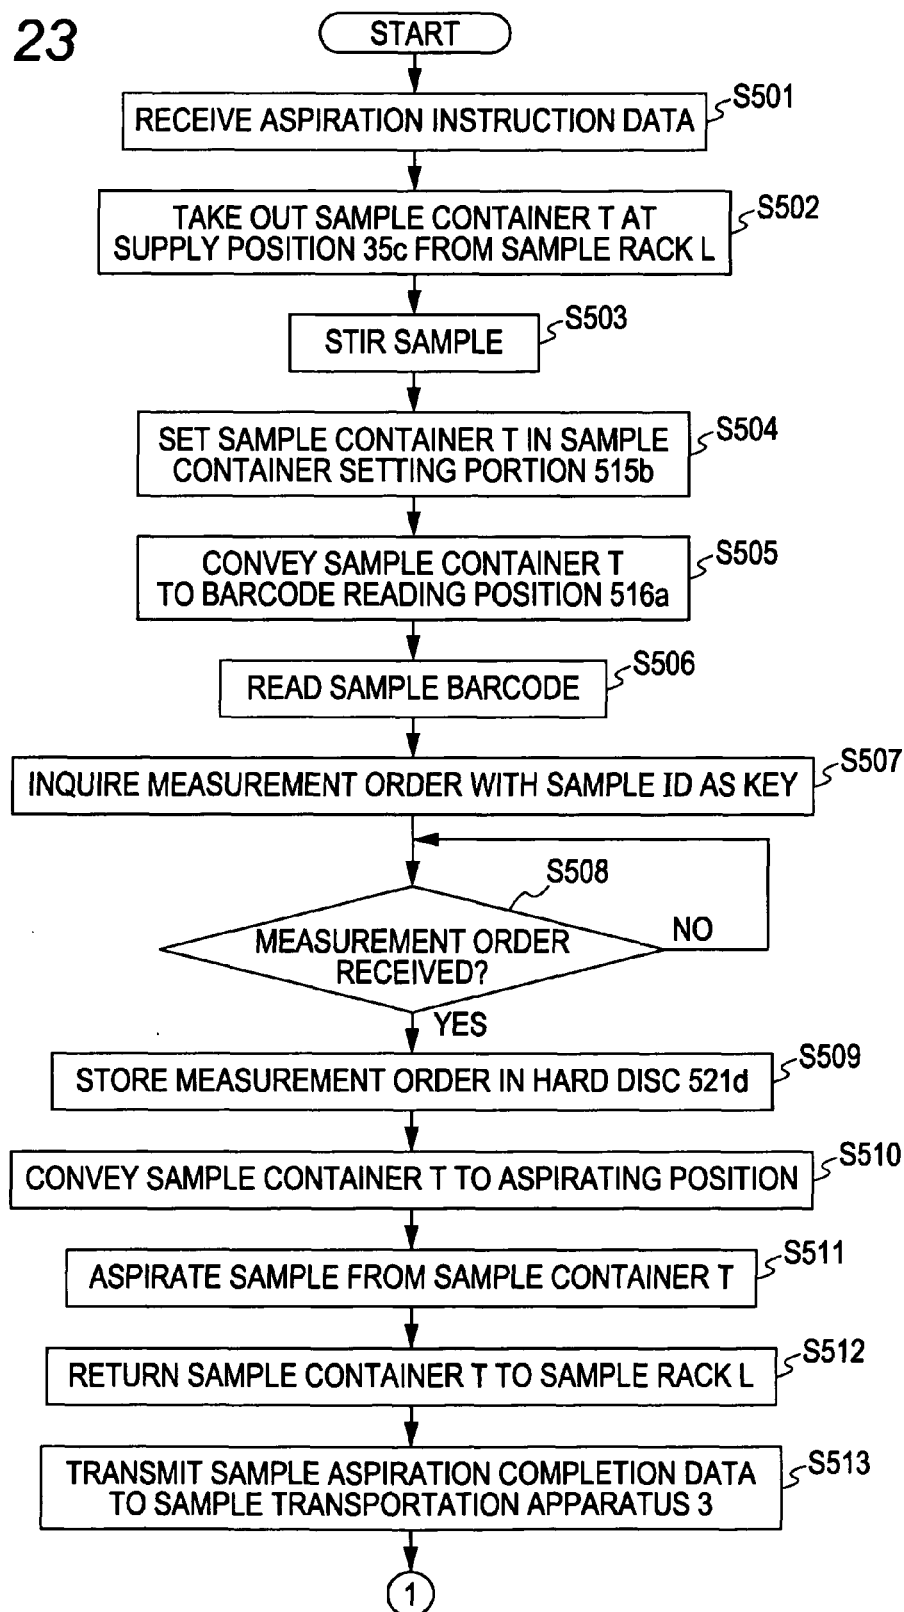 23
START
S501
RECEIVE ASPIRATION INSTRUCTION DATA
S502
TAKE OUT SAMPLE CONTAINER T AT
SUPPLY POSITION 35c FROM SAMPLE RACK L
S503
STIR SAMPLE
S504
SET SAMPLE CONTAINER T IN SAMPLE
CONTAINER SETTING PORTION 515b
S505
CONVEY SAMPLE CONTAINER T
TO BARCODE READING POSITION 516a
S506
READ SAMPLE BARCODE
S507
INQUIRE MEASUREMENT ORDER WITH SAMPLE ID AS KEY
S508
MEASUREMENT ORDER
RECEIVED?
NO
YES
S509
STORE MEASUREMENT ORDER IN HARD DISC 521d
S510
CONVEY SAMPLE CONTAINER T TO ASPIRATING POSITION
S511
ASPIRATE SAMPLE FROM SAMPLE CONTAINER T
S512
RETURN SAMPLE CONTAINER T TO SAMPLE RACK L
S513
TRANSMIT SAMPLE ASPIRATION COMPLETION DATA
TO SAMPLE TRANSPORTATION APPARATUS 3
1